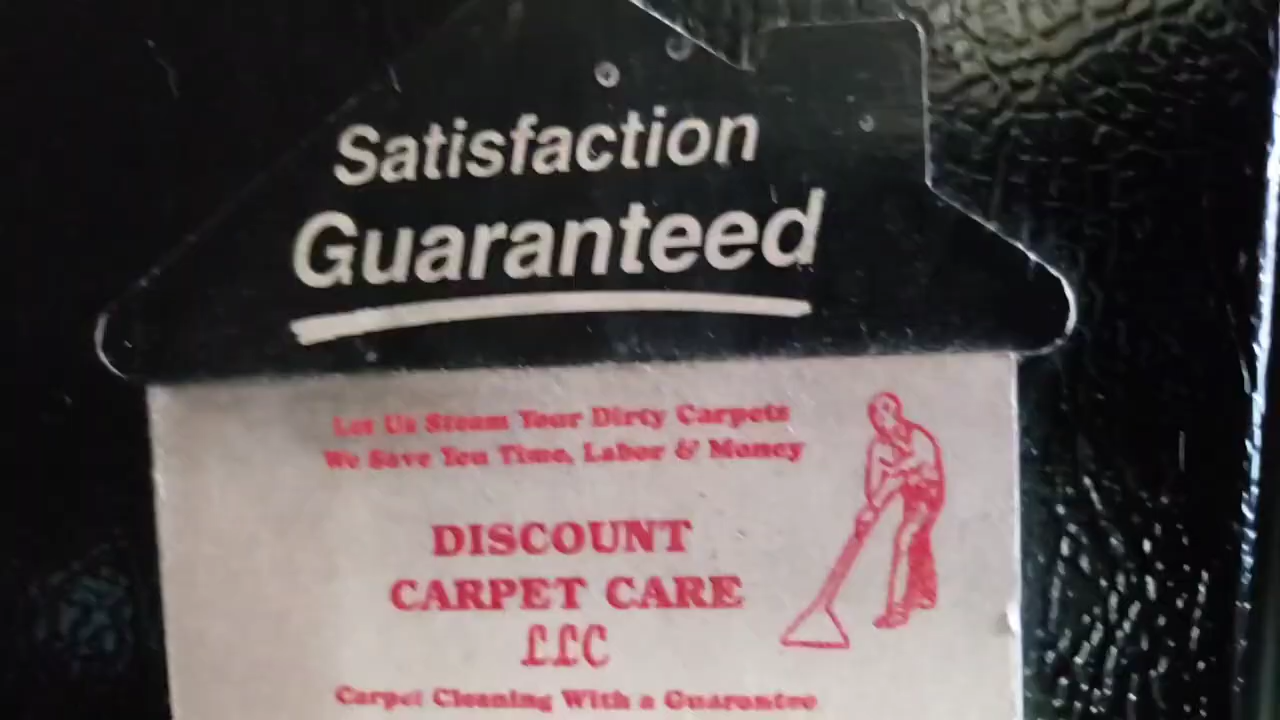 Satisfaction
Guaranteed
Let Us Steam Your Dirty Carpets
We Save You Time, Labor & Money
DISCOUNT
CARPET CARE
LLC
Carpet Cleaning With a Guarantee